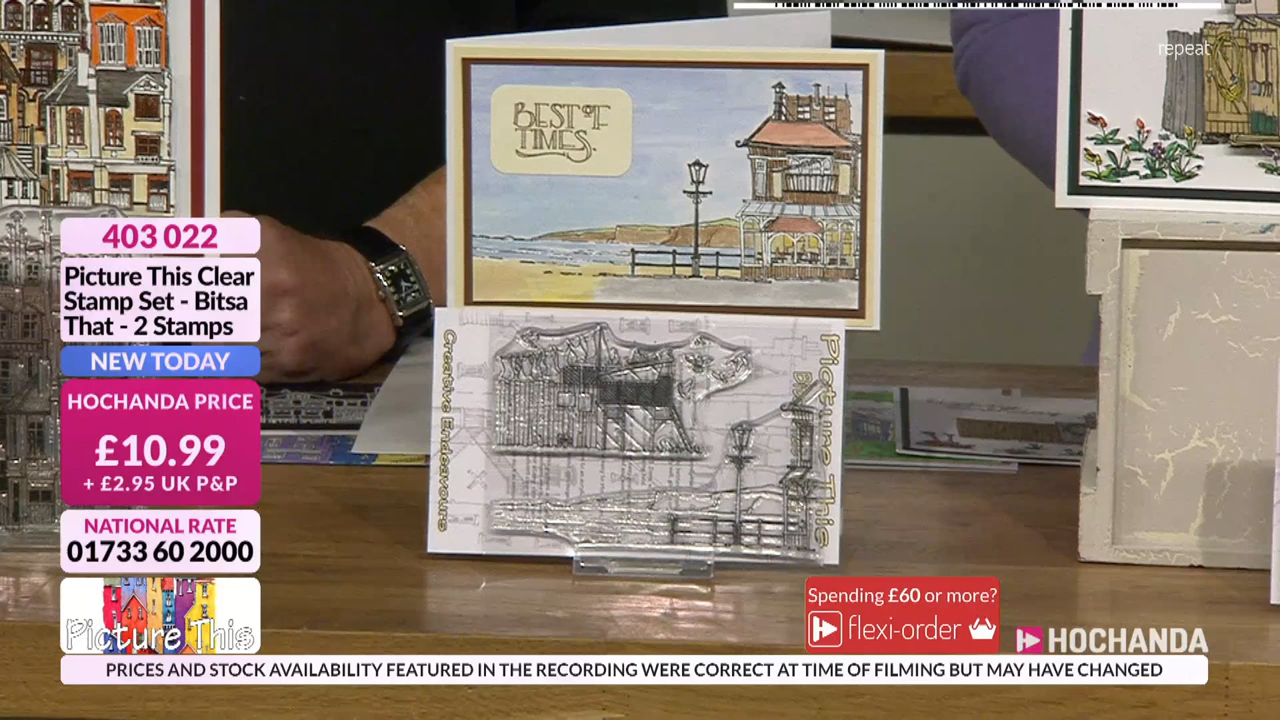 repeat
BEST OF
TIMES.
403 022
Picture This Clear
Stamp Set - Bitsa
That - 2 Stamps
NEW TODAY
HOCHANDA PRICE
£10.99
+ £2.95 UK P&P
NATIONAL RATE
01733 60 2000
Picture This
Creative Endeavours
Picture This
Spending £60 or more?
flexi-order
HOCHANDA
PRICES AND STOCK AVAILABILITY FEATURED IN THE RECORDING WERE CORRECT AT TIME OF FILMING BUT MAY HAVE CHANGED